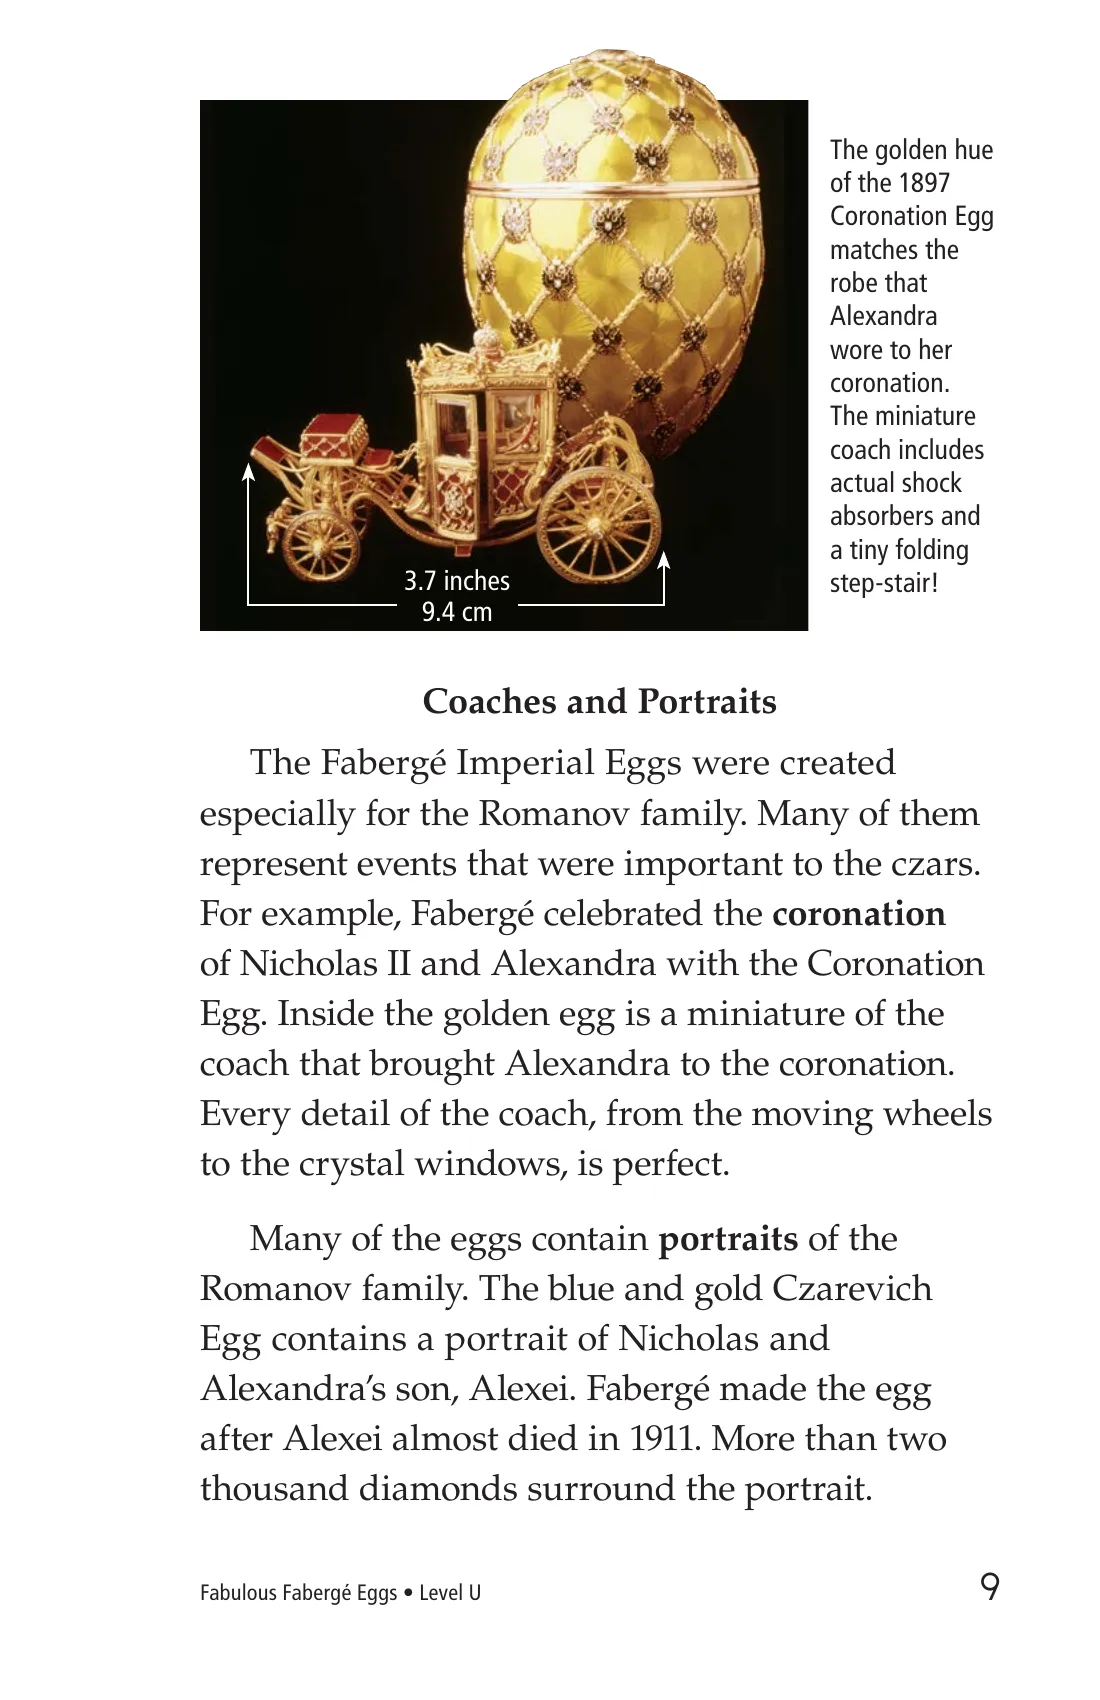 The golden hue
of the 1897
Coronation Egg
matches the
robe that
Alexandra
wore to her
coronation.
The miniature
coach includes
actual shock
absorbers and
a tiny folding
step-stair!
3.7 inches
9.4 cm
Coaches and Portraits
The Fabergé Imperial Eggs were created
especially for the Romanov family. Many of them
represent events that were important to the czars.
For example, Fabergé celebrated the coronation
of Nicholas II and Alexandra with the Coronation
Egg. Inside the golden egg is a miniature of the
coach that brought Alexandra to the coronation.
Every detail of the coach, from the moving wheels
to the crystal windows, is perfect.
Many of the eggs contain portraits of the
Romanov family. The blue and gold Czarevich
Egg contains a portrait of Nicholas and
Alexandra’s son, Alexei. Fabergé made the egg
after Alexei almost died in 1911. More than two
thousand diamonds surround the portrait.
Fabulous Fabergé Eggs • Level U
9